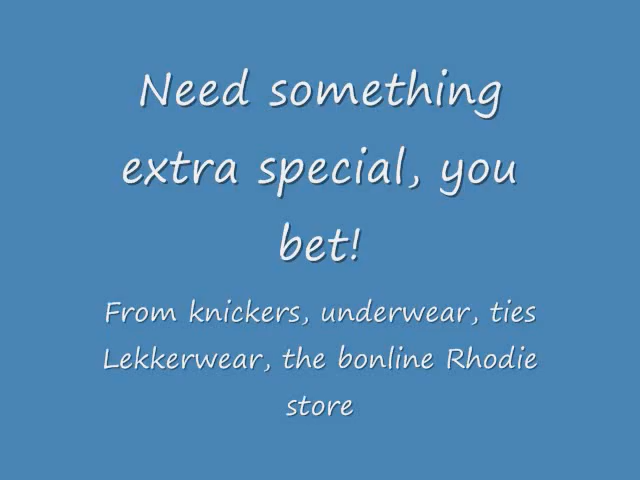 Need something
extra special, you
bet!
From knickers, underwear, ties
Lekkerwear, the bonline Rhodie
store